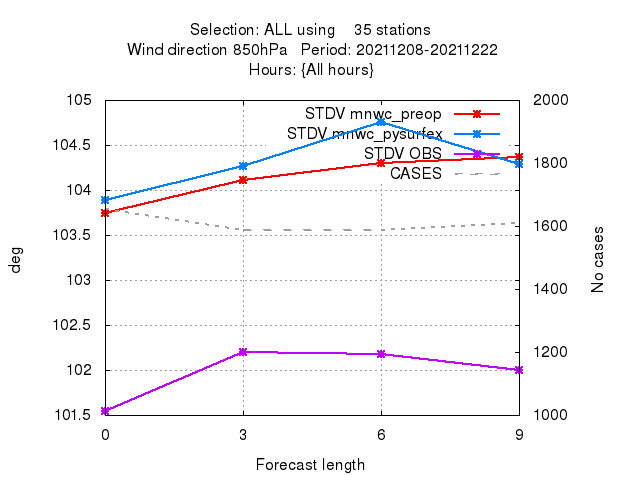 Selection: ALL using    35 stations
Wind direction 850hPa   Period: 20211208-20211222
Hours: {All hours}
105
104.5
104
103.5
103
102.5
102
101.5
2000
1800
1600
1400
1200
1000
STDV mnwc_preop
STDV mnwc_pysurfex
STDV OBS
CASES
deg
No cases
0 3 6 9
Forecast length